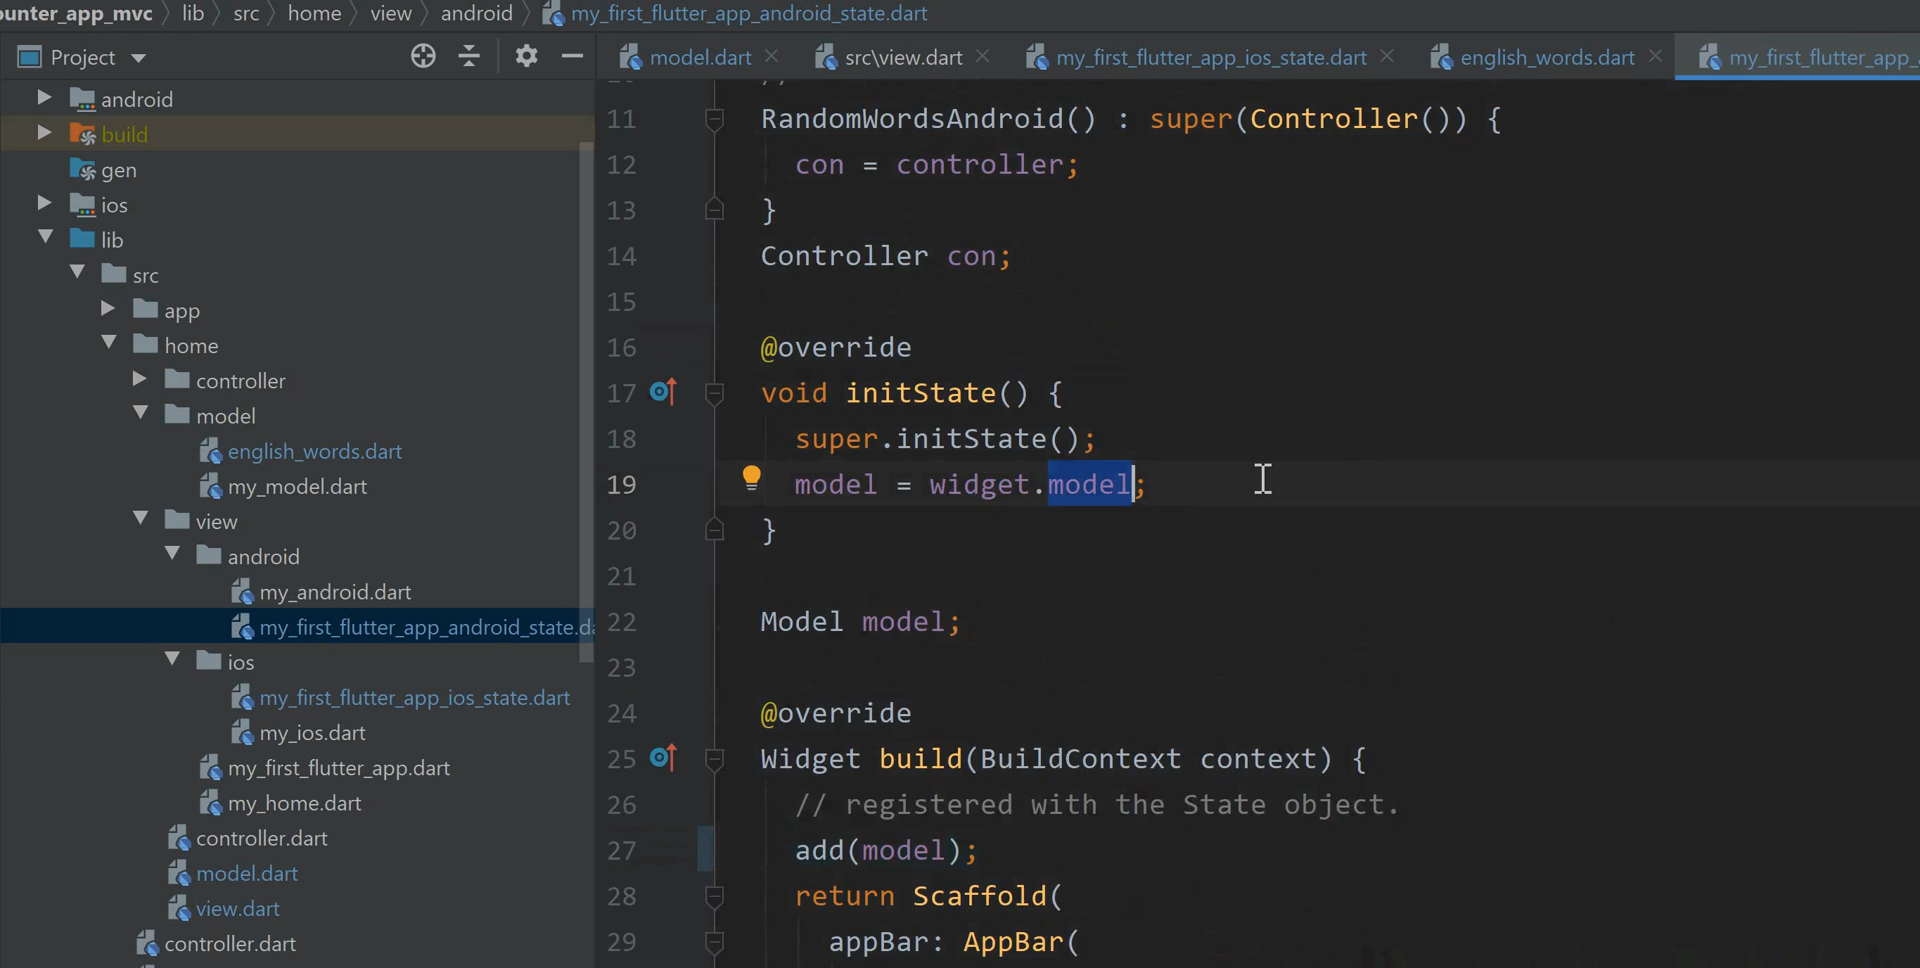 ounter_app_mvc lib src home view android my_first_flutter_app_android_state.dart
Project
model.dart src\view.dart my_first_flutter_app_ios_state.dart english_words.dart my_first_flutter_app_
android
build
gen
ios
lib
src
app
home
controller
model
english_words.dart
my_model.dart
view
android
my_android.dart
my_first_flutter_app_android_state.da
ios
my_first_flutter_app_ios_state.dart
my_ios.dart
my_first_flutter_app.dart
my_home.dart
controller.dart
model.dart
view.dart
controller.dart
11 RandomWordsAndroid() : super(Controller()) {
12 con = controller;
13 }
14 Controller con;
15
16 @override
17 void initState() {
18 super.initState();
19 model = widget.model;
20 }
21
22 Model model;
23
24 @override
25 Widget build(BuildContext context) {
26 // registered with the State object.
27 add(model);
28 return Scaffold(
29 appBar: AppBar(